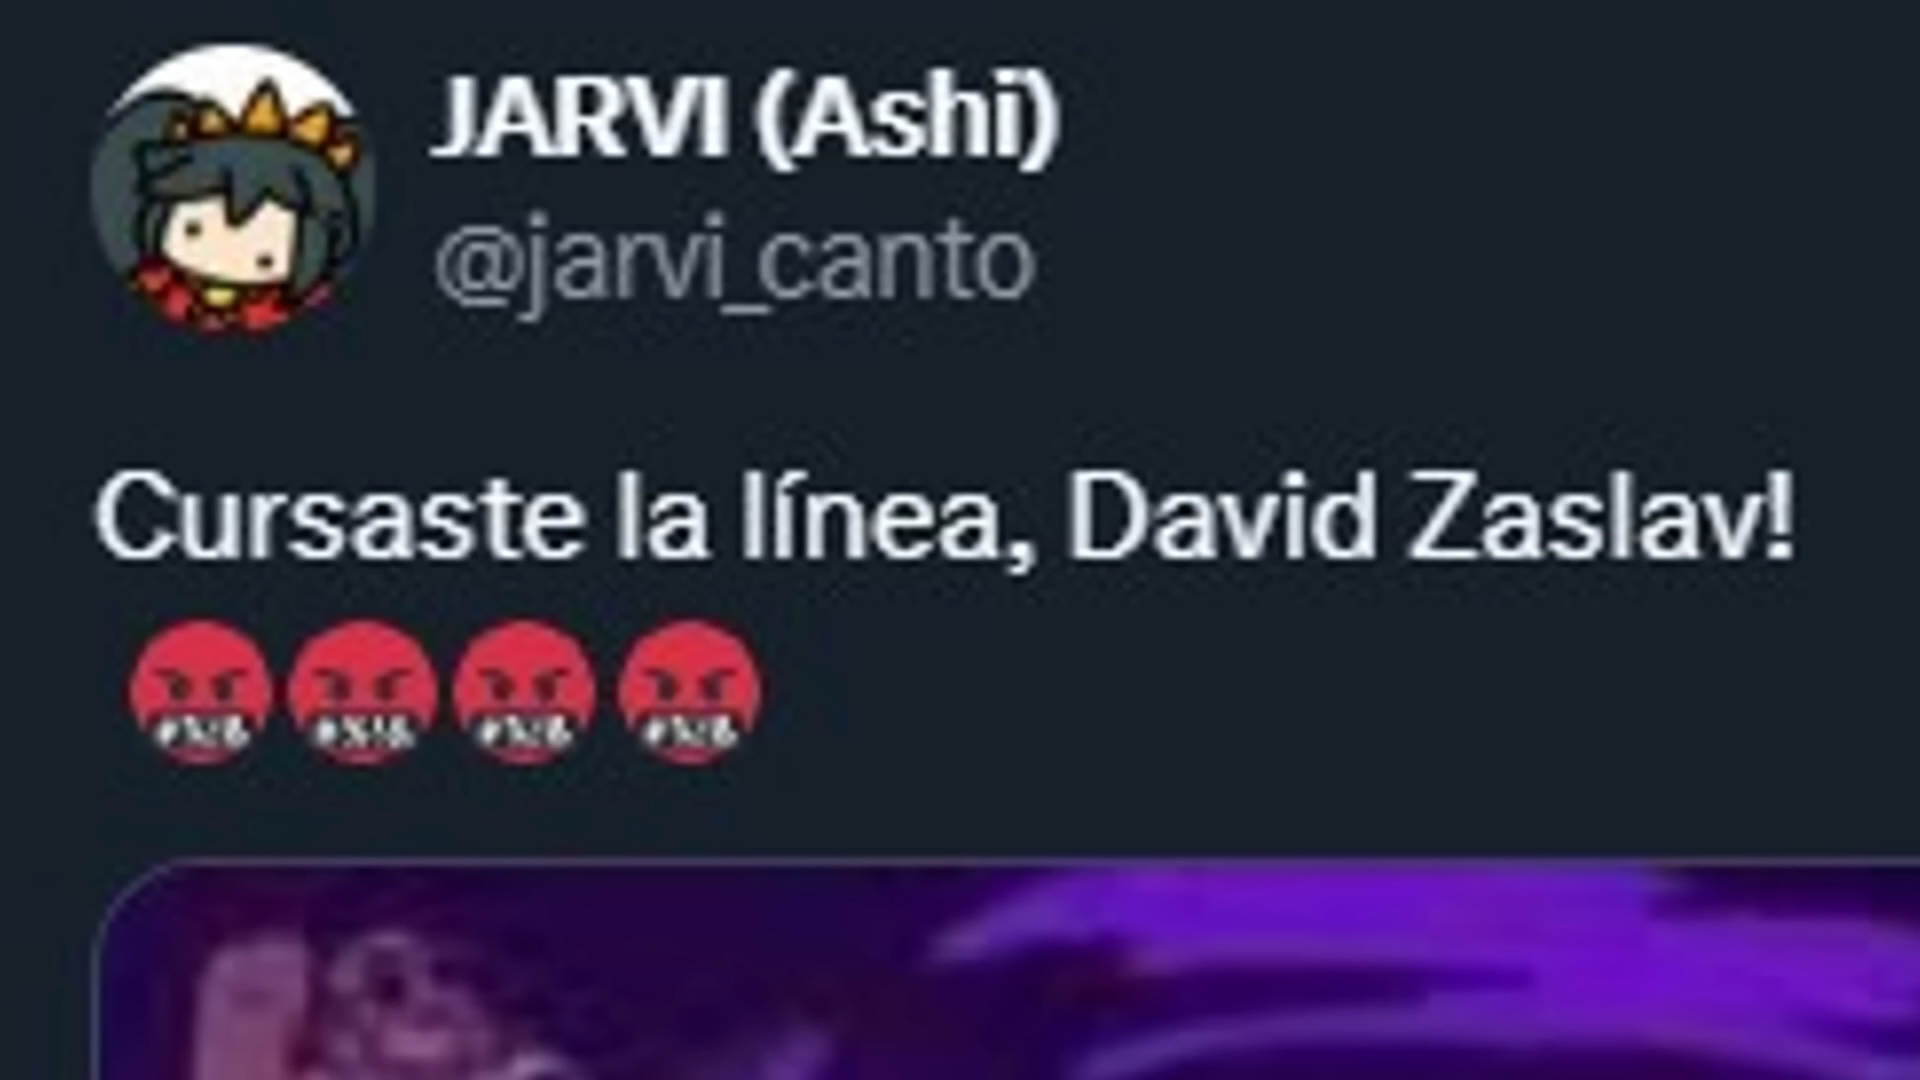 JARVI (Ashi)
@jarvi_canto
Cursaste la línea, David Zaslav!
🤬🤬🤬🤬